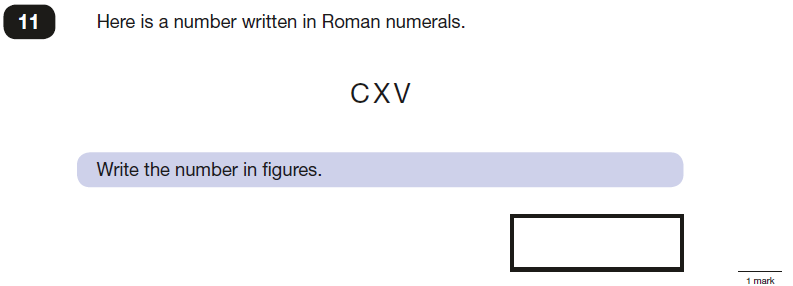 11 Here is a number written in Roman numerals.
CXV
Write the number in figures.
1 mark